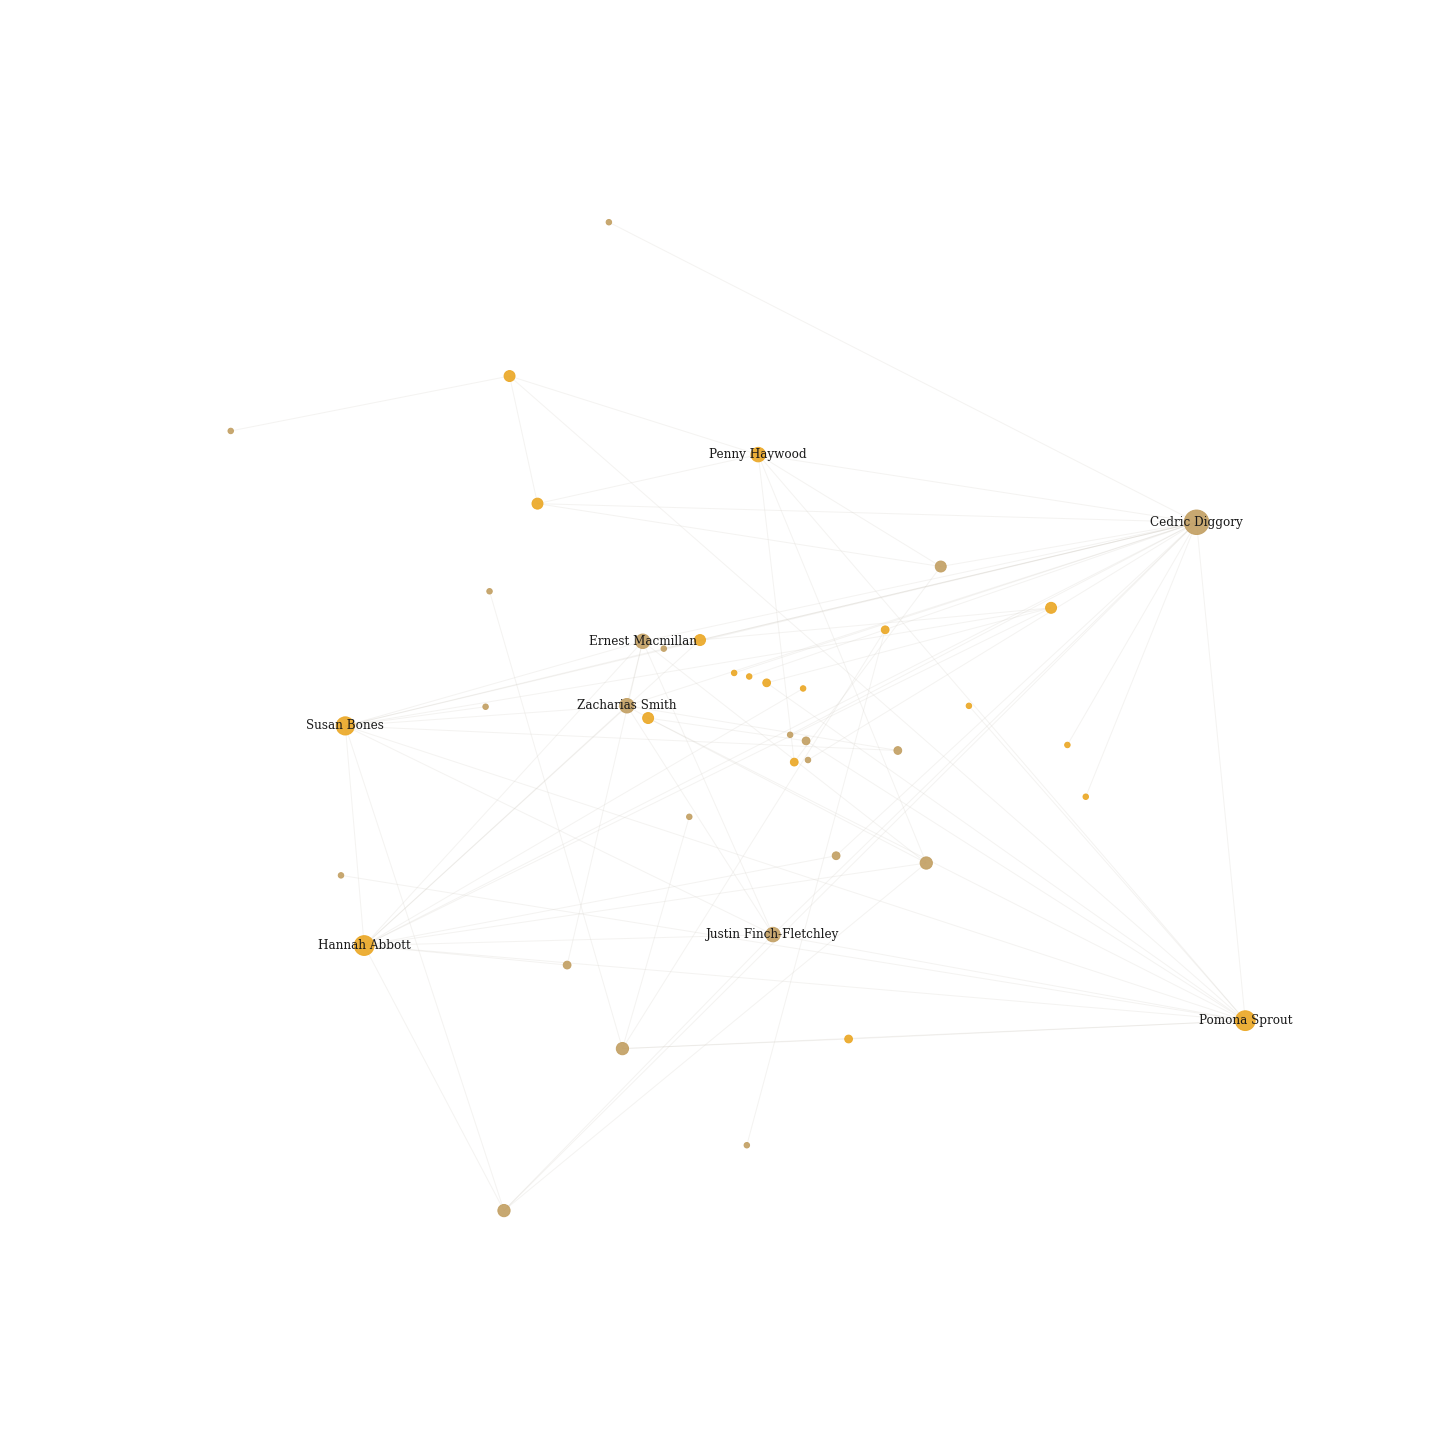 Penny Haywood
Cedric Diggory
Ernest Macmillan
Zacharias Smith
Susan Bones
Justin Finch-Fletchley
Hannah Abbott
Pomona Sprout